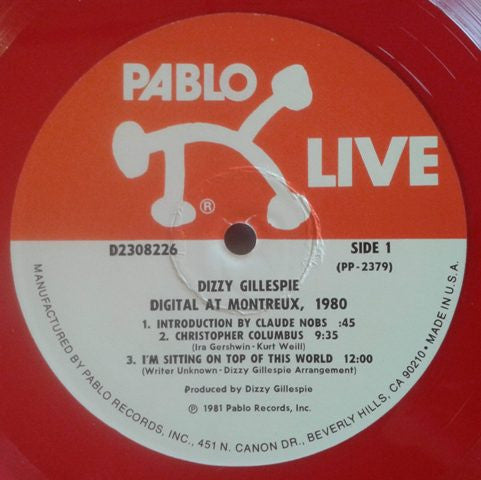 PABLO
LIVE
®
D2308226
SIDE 1
(PP-2379)
DIZZY GILLESPIE
DIGITAL AT MONTREUX, 1980
1. INTRODUCTION BY CLAUDE NOBS :45
2. CHRISTOPHER COLUMBUS 9:35
(Ira Gershwin - Kurt Weill)
3. I'M SITTING ON TOP OF THIS WORLD 12:00
(Writer Unknown - Dizzy Gillespie Arrangement)
Produced by Dizzy Gillespie
℗ 1981 Pablo Records, Inc.
MANUFACTURED BY PABLO RECORDS, INC., 451 N. CANON DR., BEVERLY HILLS, CA 90210 • MADE IN U.S.A.